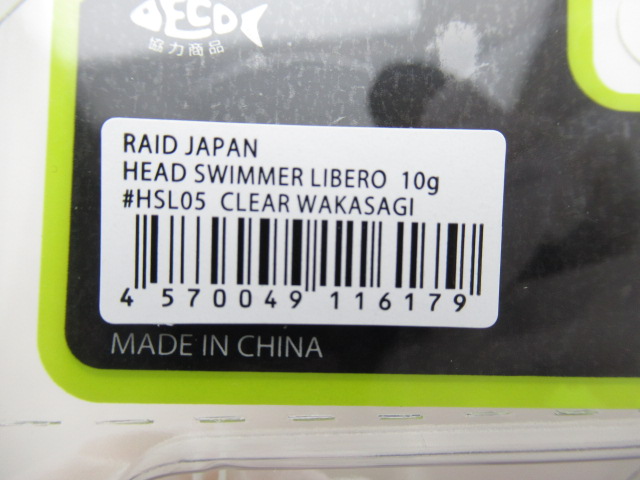 ECO
協力商品
RAID JAPAN
HEAD SWIMMER LIBERO 10g
#HSL05 CLEAR WAKASAGI
4 570049 116179
MADE IN CHINA